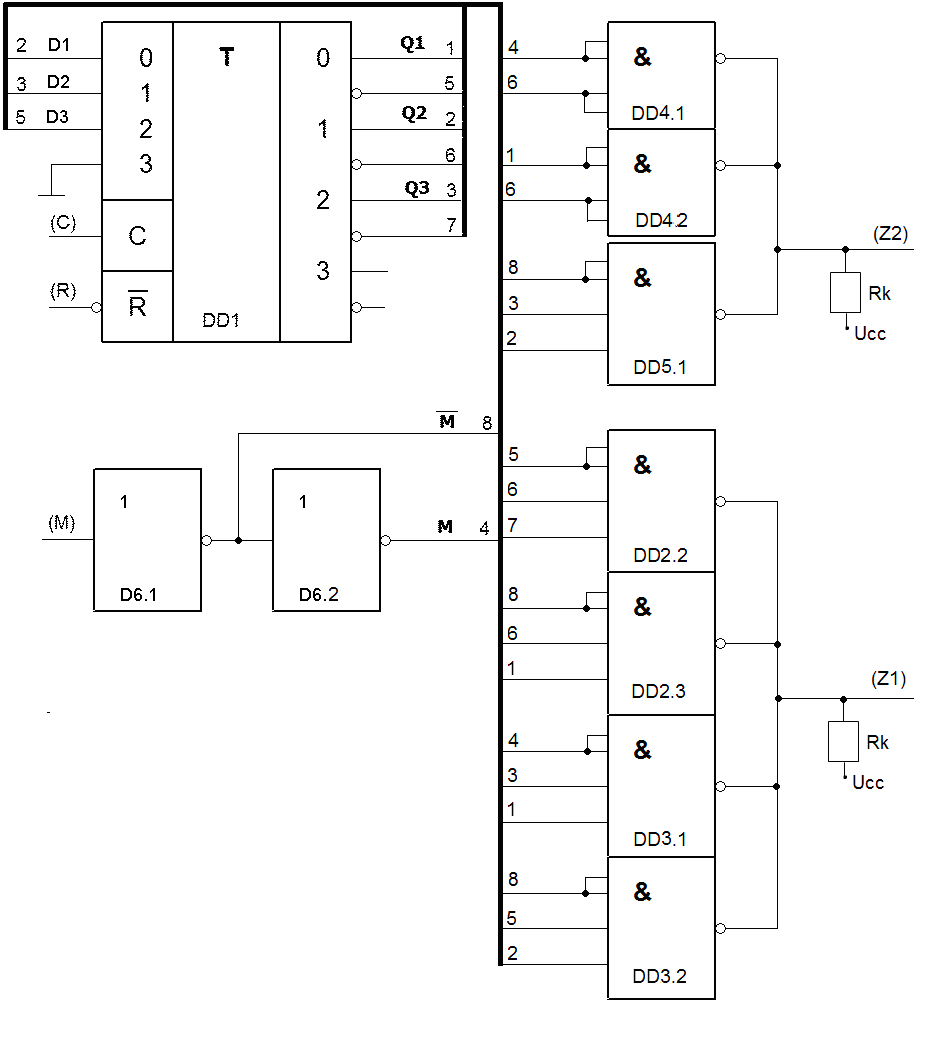 2 D1 0 T 0 Q1 1
3 D2 1 5
5 D3 2 1 Q2 2
3 6
2 Q3 3
(C) C 7
3
(R) R
DD1
4 &
6
DD4.1
1 &
6
DD4.2
8 &
3
2
DD5.1
(Z2)
Rk
Ucc
M 8
(M) 1 1 M 4
D6.1 D6.2
5 &
6
7
DD2.2
8 &
6
1
DD2.3
4 &
3
1
DD3.1
8 &
5
2
DD3.2
(Z1)
Rk
Ucc